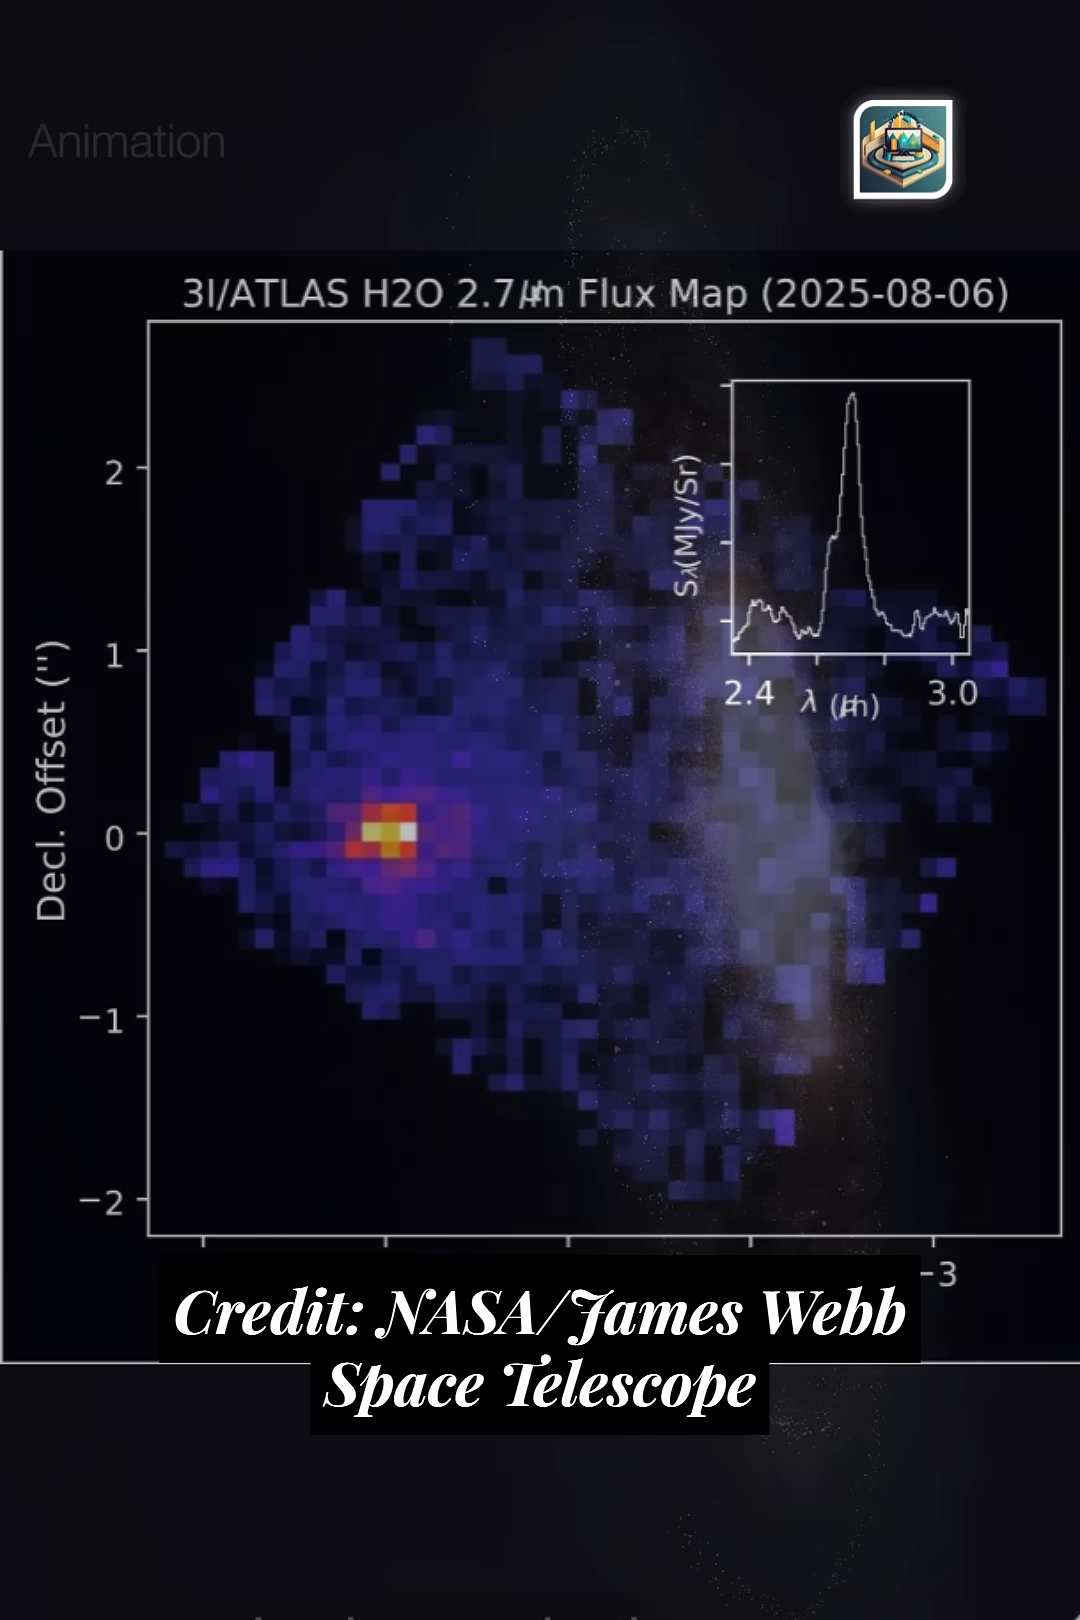 Animation
3I/ATLAS H2O 2.7μm Flux Map (2025-08-06)
Sλ(MJy/Sr)
2.4
λ (μm)
3.0
Decl. Offset (")
2
1
0
−1
−2
−3
Credit: NASA/James Webb
Space Telescope